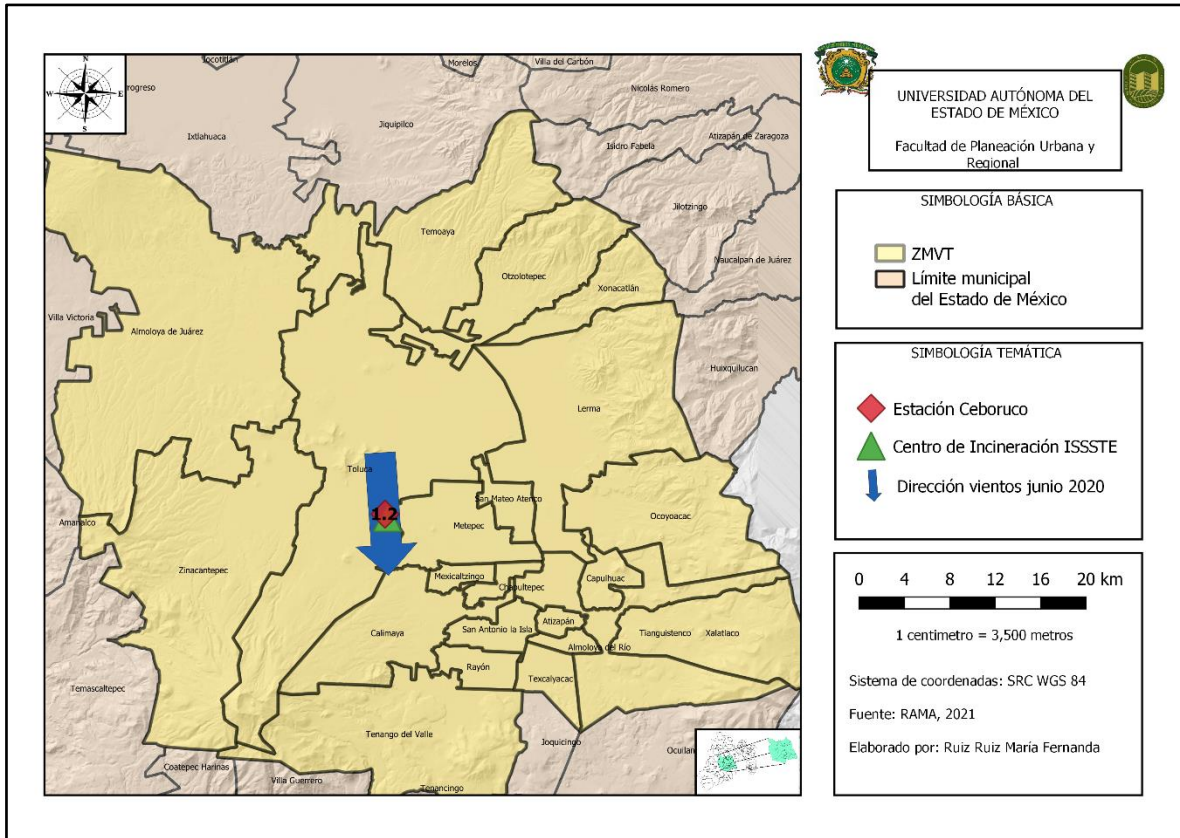 N
W
E
S
Jocotitlán
Morelos
Villa del Carbón
rogreso
Nicolás Romero
Ixtlahuaca
Jiquipilco
Atizapán de Zaragoza
Isidro Fabela
Jilotzingo
Temoaya
Otzolotepec
Naucalpan de Juárez
Xonacatlán
Villa Victoria
Almoloya de Juárez
Huixquilucan
Lerma
Toluca
San Mateo Atenco
1.2
Amanalco
Metepec
Ocoyoacac
Zinacantepec
Mexicaltzingo
Chapultepec
Capulhuac
Calimaya
San Antonio la Isla
Atizapán
Tianguistenco
Xalatlaco
Almoloya del Río
Rayón
Texcalyacac
Temascaltepec
Tenango del Valle
Joquicingo
Ocuilan
Coatepec Harinas
Villa Guerrero
Tenancingo
UNIVERSIDAD AUTÓNOMA DEL
ESTADO DE MÉXICO
Facultad de Planeación Urbana y
Regional
SIMBOLOGÍA BÁSICA
ZMVT
Límite municipal
del Estado de México
SIMBOLOGÍA TEMÁTICA
Estación Ceboruco
Centro de Incineración ISSSTE
Dirección vientos junio 2020
0 4 8 12 16 20 km
1 centimetro = 3,500 metros
Sistema de coordenadas: SRC WGS 84
Fuente: RAMA, 2021
Elaborado por: Ruiz Ruiz María Fernanda